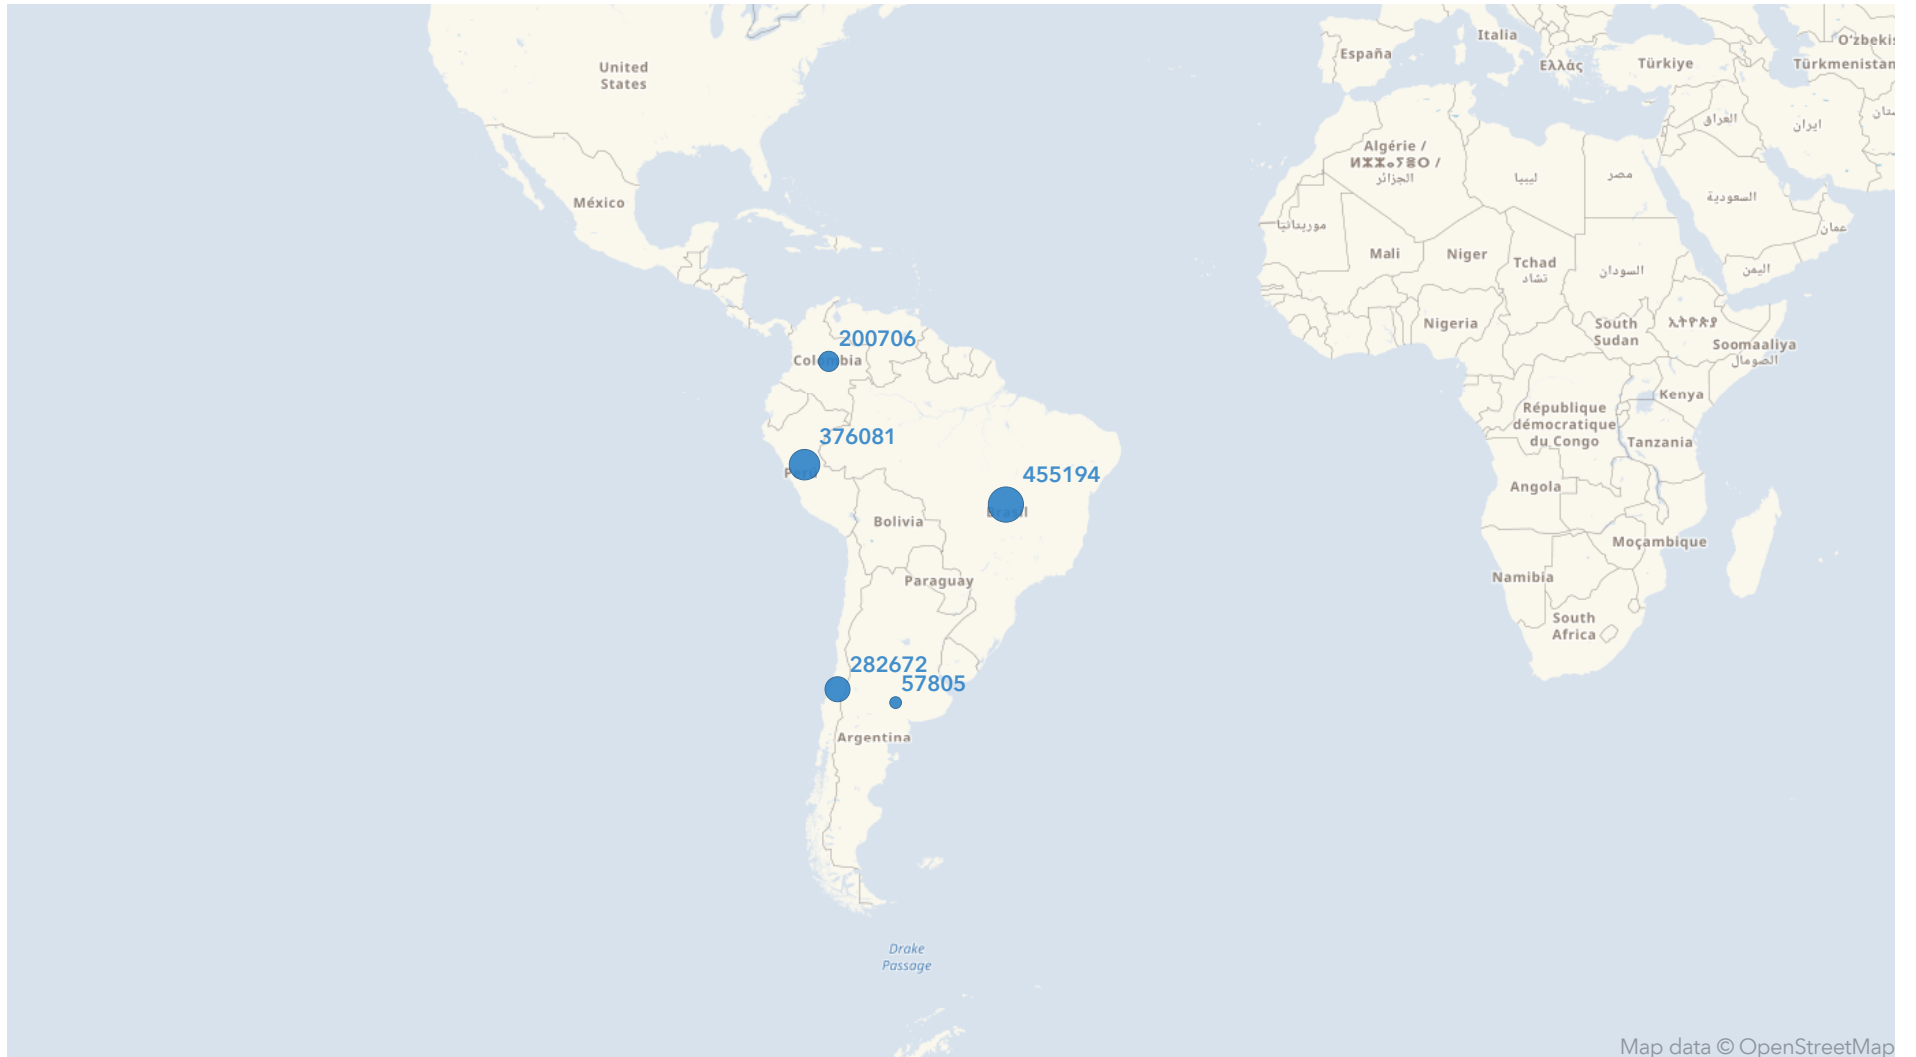 United
States
México
España
Italia
Ελλάς
Türkiye
O‘zbekis
Türkmenistan
ستان
ایران
العراق
Algérie /
ⵍⵣⵣⴰⵢⴻⵔ /
الجزائر
ليبيا
مصر
السعودية
عمان
اليمن
موريتانيا
Mali
Niger
Tchad
تشاد
السودان
Nigeria
South
Sudan
ኢትዮጵያ
Soomaaliya
الصومال
200706
Colombia
Kenya
République
démocratique
du Congo
Tanzania
376081
Perú
455194
Brasil
Angola
Bolivia
Moçambique
Paraguay
Namibia
South
Africa
282672
57805
Argentina
Drake
Passage
Map data © OpenStreetMap